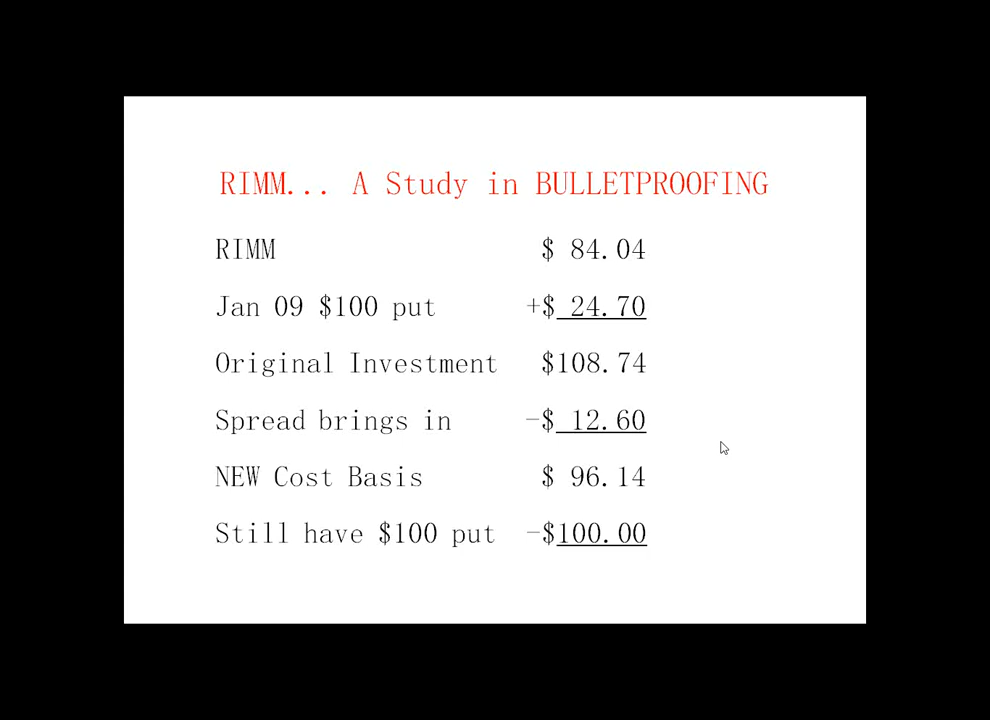 RIMM... A Study in BULLETPROOFING
RIMM $ 84.04
Jan 09 $100 put +$ 24.70
Original Investment $108.74
Spread brings in -$ 12.60
NEW Cost Basis $ 96.14
Still have $100 put -$100.00